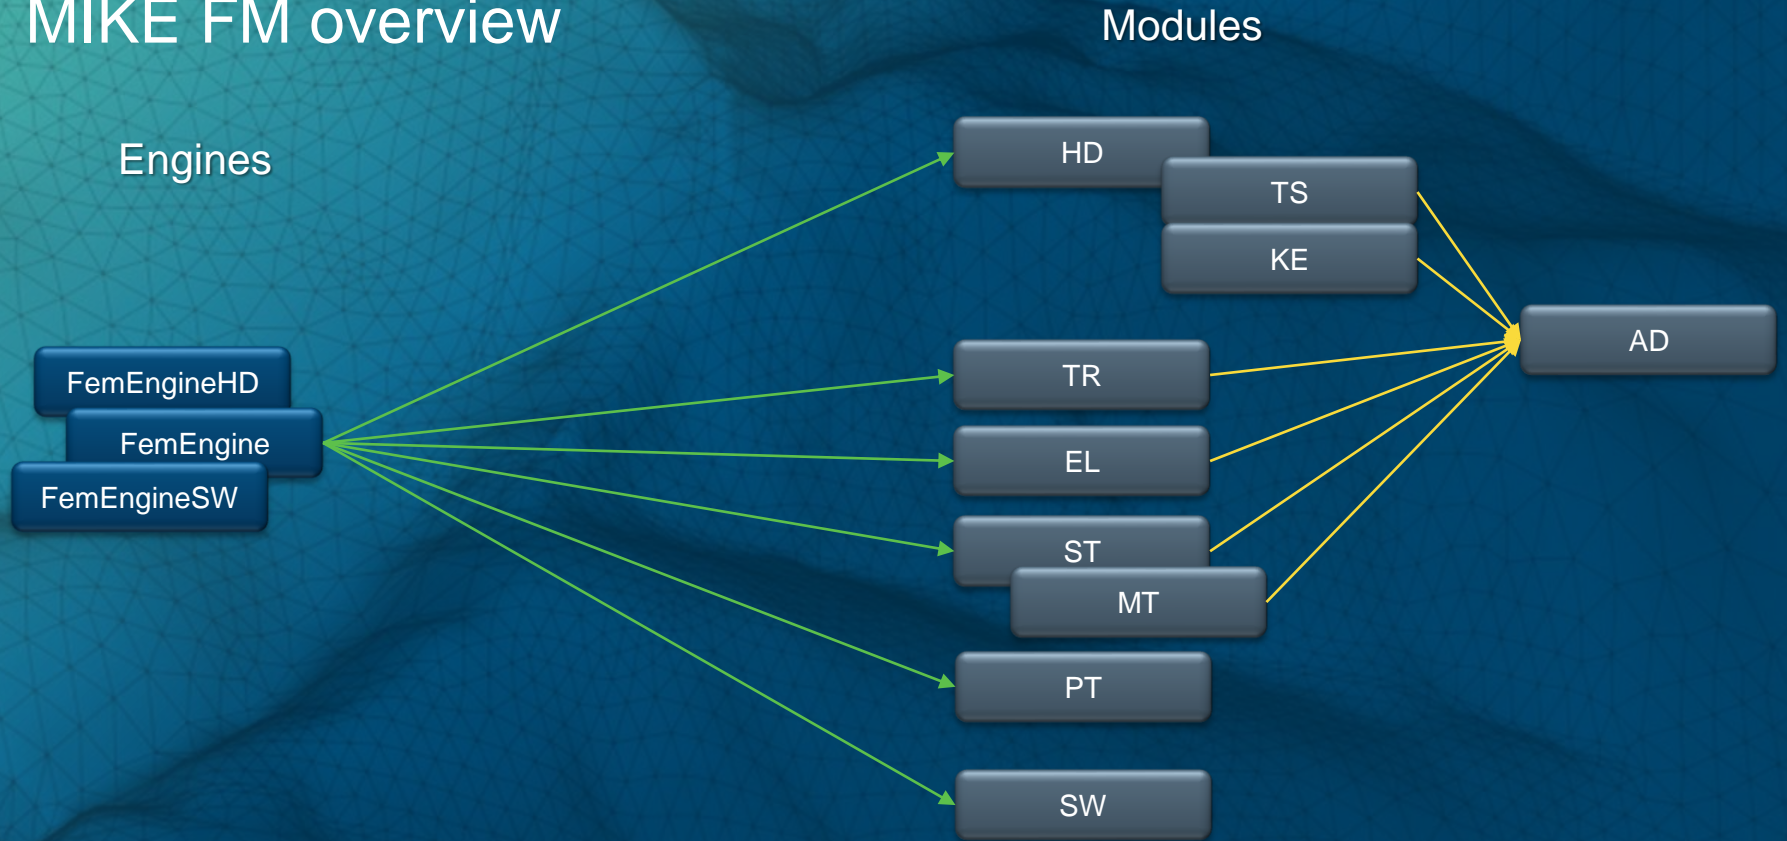 MIKE FM overview
Modules
Engines
HD
TS
KE
AD
FemEngineHD
FemEngine
FemEngineSW
TR
EL
ST
MT
PT
SW